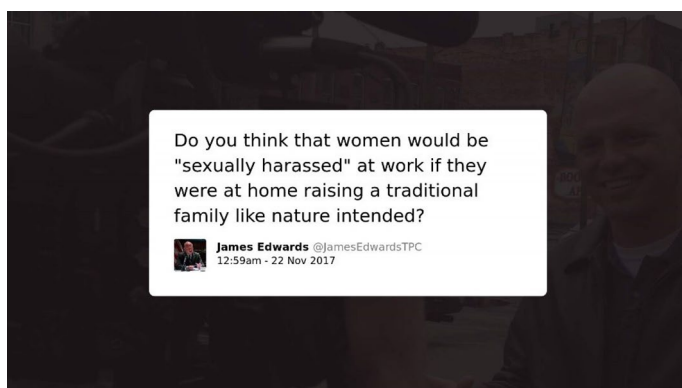 Do you think that women would be
"sexually harassed" at work if they
were at home raising a traditional
family like nature intended?
James Edwards @JamesEdwardsTPC
12:59am - 22 Nov 2017